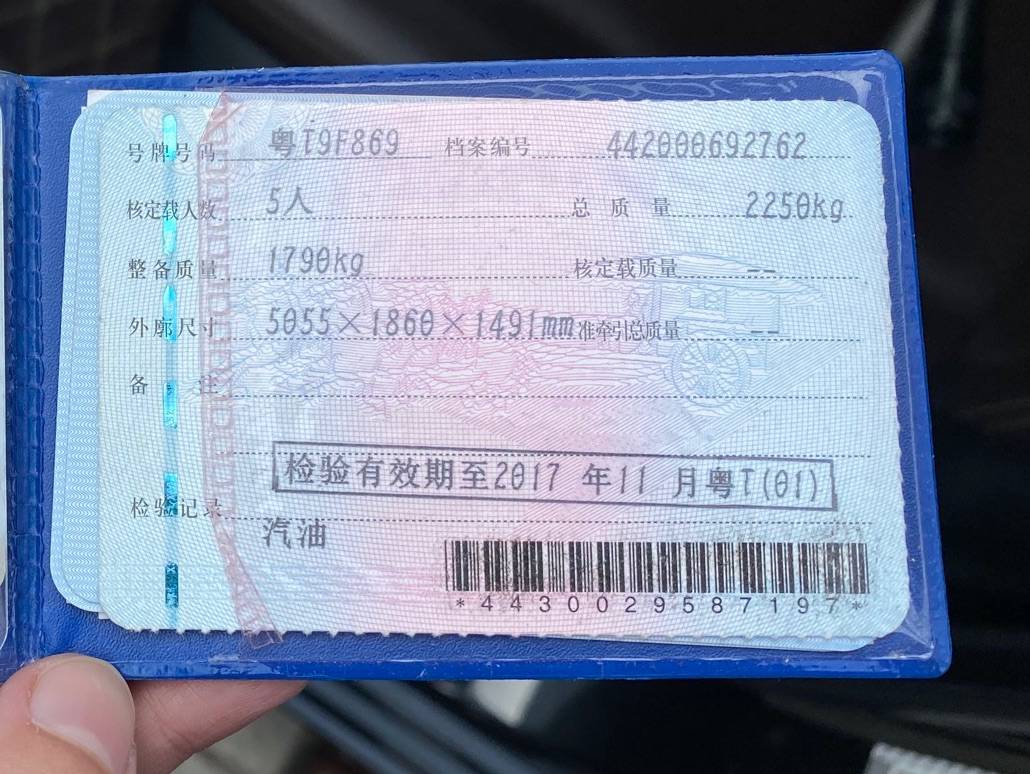 号牌号码 粤T9F869 档案编号 442000692762
核定载人数 5人 总质量 2250kg
整备质量 1790kg 核定载质量 --
外廓尺寸 5055×1860×1491mm 准牵引总质量 --
备注
检验有效期至2017 年11 月粤T(01)
检验记录
汽油
*4430029587197*